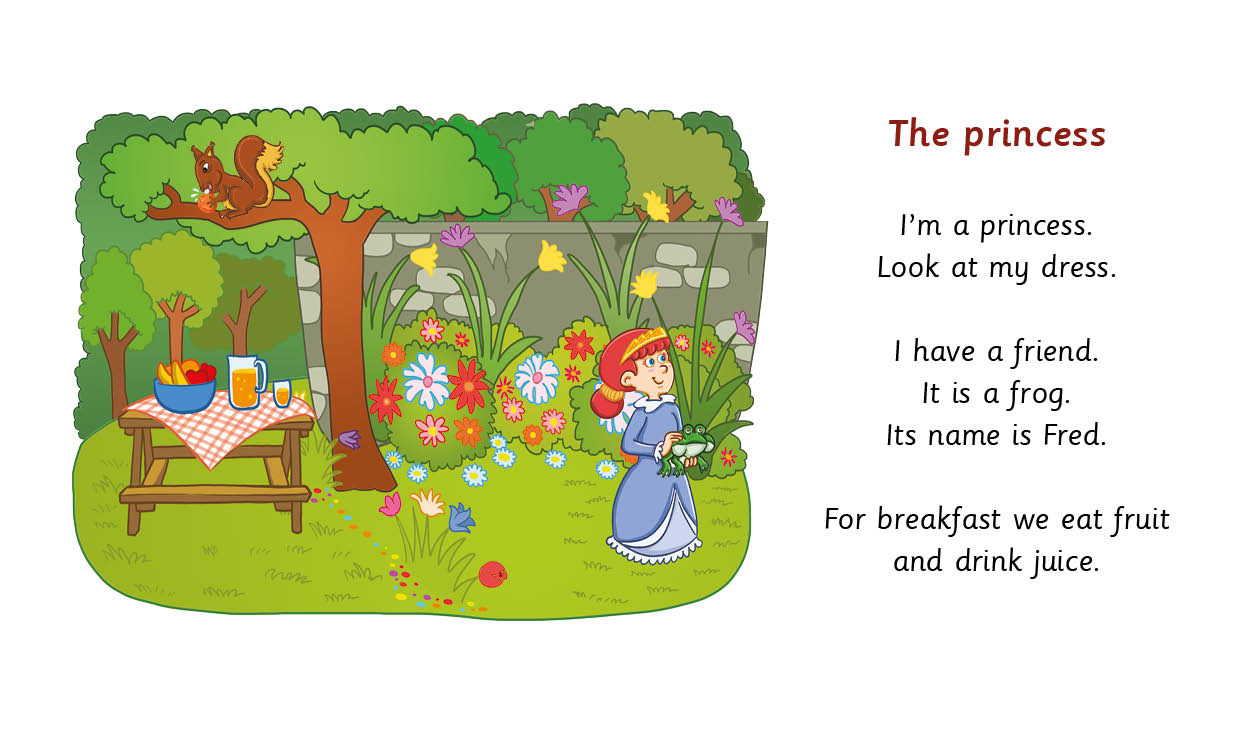 The princess
I’m a princess.
Look at my dress.
I have a friend.
It is a frog.
Its name is Fred.
For breakfast we eat fruit
and drink juice.